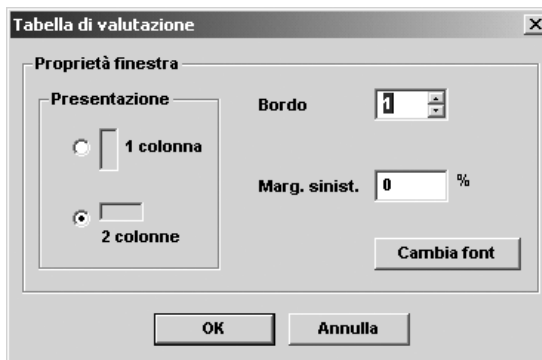 Tabella di valutazione
Proprietà finestra
Presentazione
1 colonna
2 colonne
Bordo 1
Marg. sinist. 0 %
Cambia font
OK Annulla